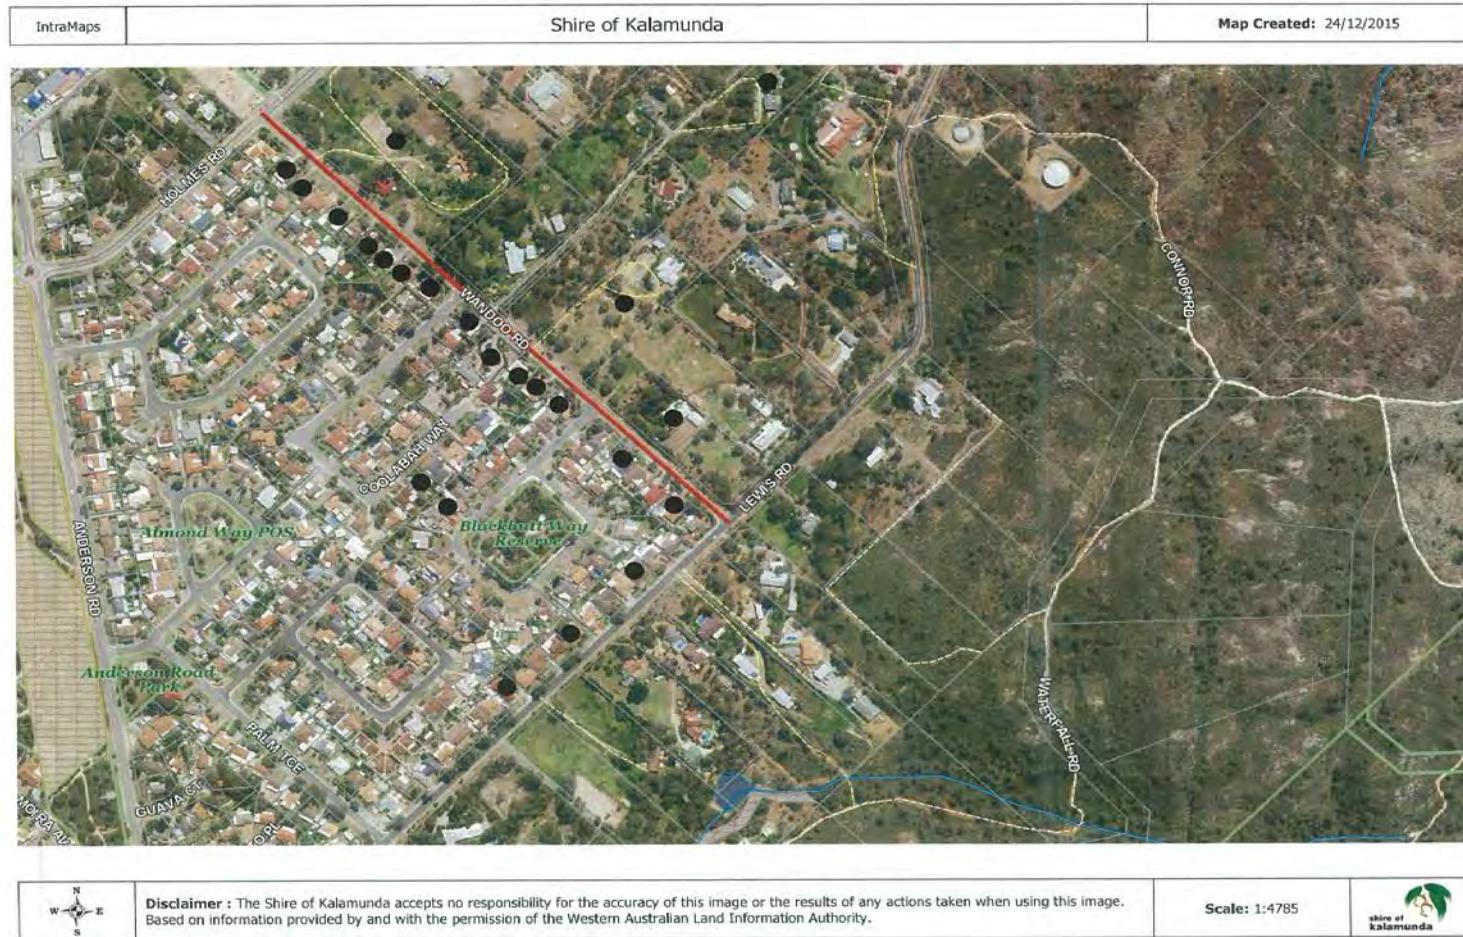 IntraMaps
Shire of Kalamunda
Map Created: 24/12/2015
HOLMES RD
WANDOO RD
CONNOR RD
COOLABAH WAY
LEWIS RD
Almond Way POS
Blackbutt Way
Reserve
ANDERSON RD
Anderson Road
Park
PALM TCE
WATERFALL RD
GUAVA CT
MOIRA AV
TO PL
N
W E
S
Disclaimer : The Shire of Kalamunda accepts no responsibility for the accuracy of this image or the results of any actions taken when using this image.
Based on information provided by and with the permission of the Western Australian Land Information Authority.
Scale: 1:4785
shire of
kalamunda